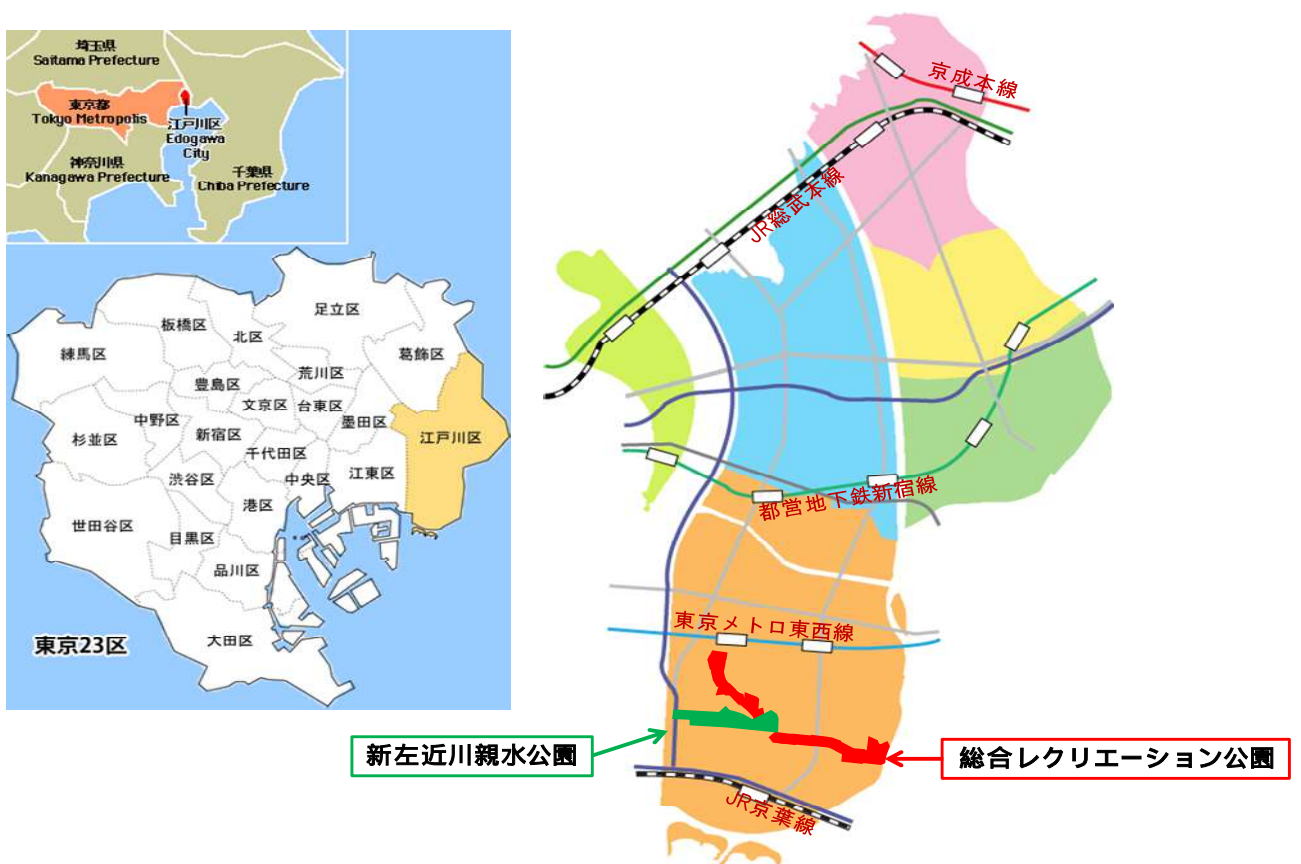 埼玉県
Saitama Prefecture
東京都
Tokyo Metropolis
江戸川区
Edogawa
City
神奈川県
Kanagawa Prefecture
千葉県
Chiba Prefecture
足立区
板橋区
北区
練馬区
葛飾区
荒川区
豊島区
文京区
台東区
中野区
墨田区
杉並区
新宿区
江戸川区
千代田区
渋谷区
中央区
江東区
港区
世田谷区
目黒区
品川区
大田区
東京23区
京成本線
JR総武本線
都営地下鉄新宿線
東京メトロ東西線
新左近川親水公園
総合レクリエーション公園
JR京葉線